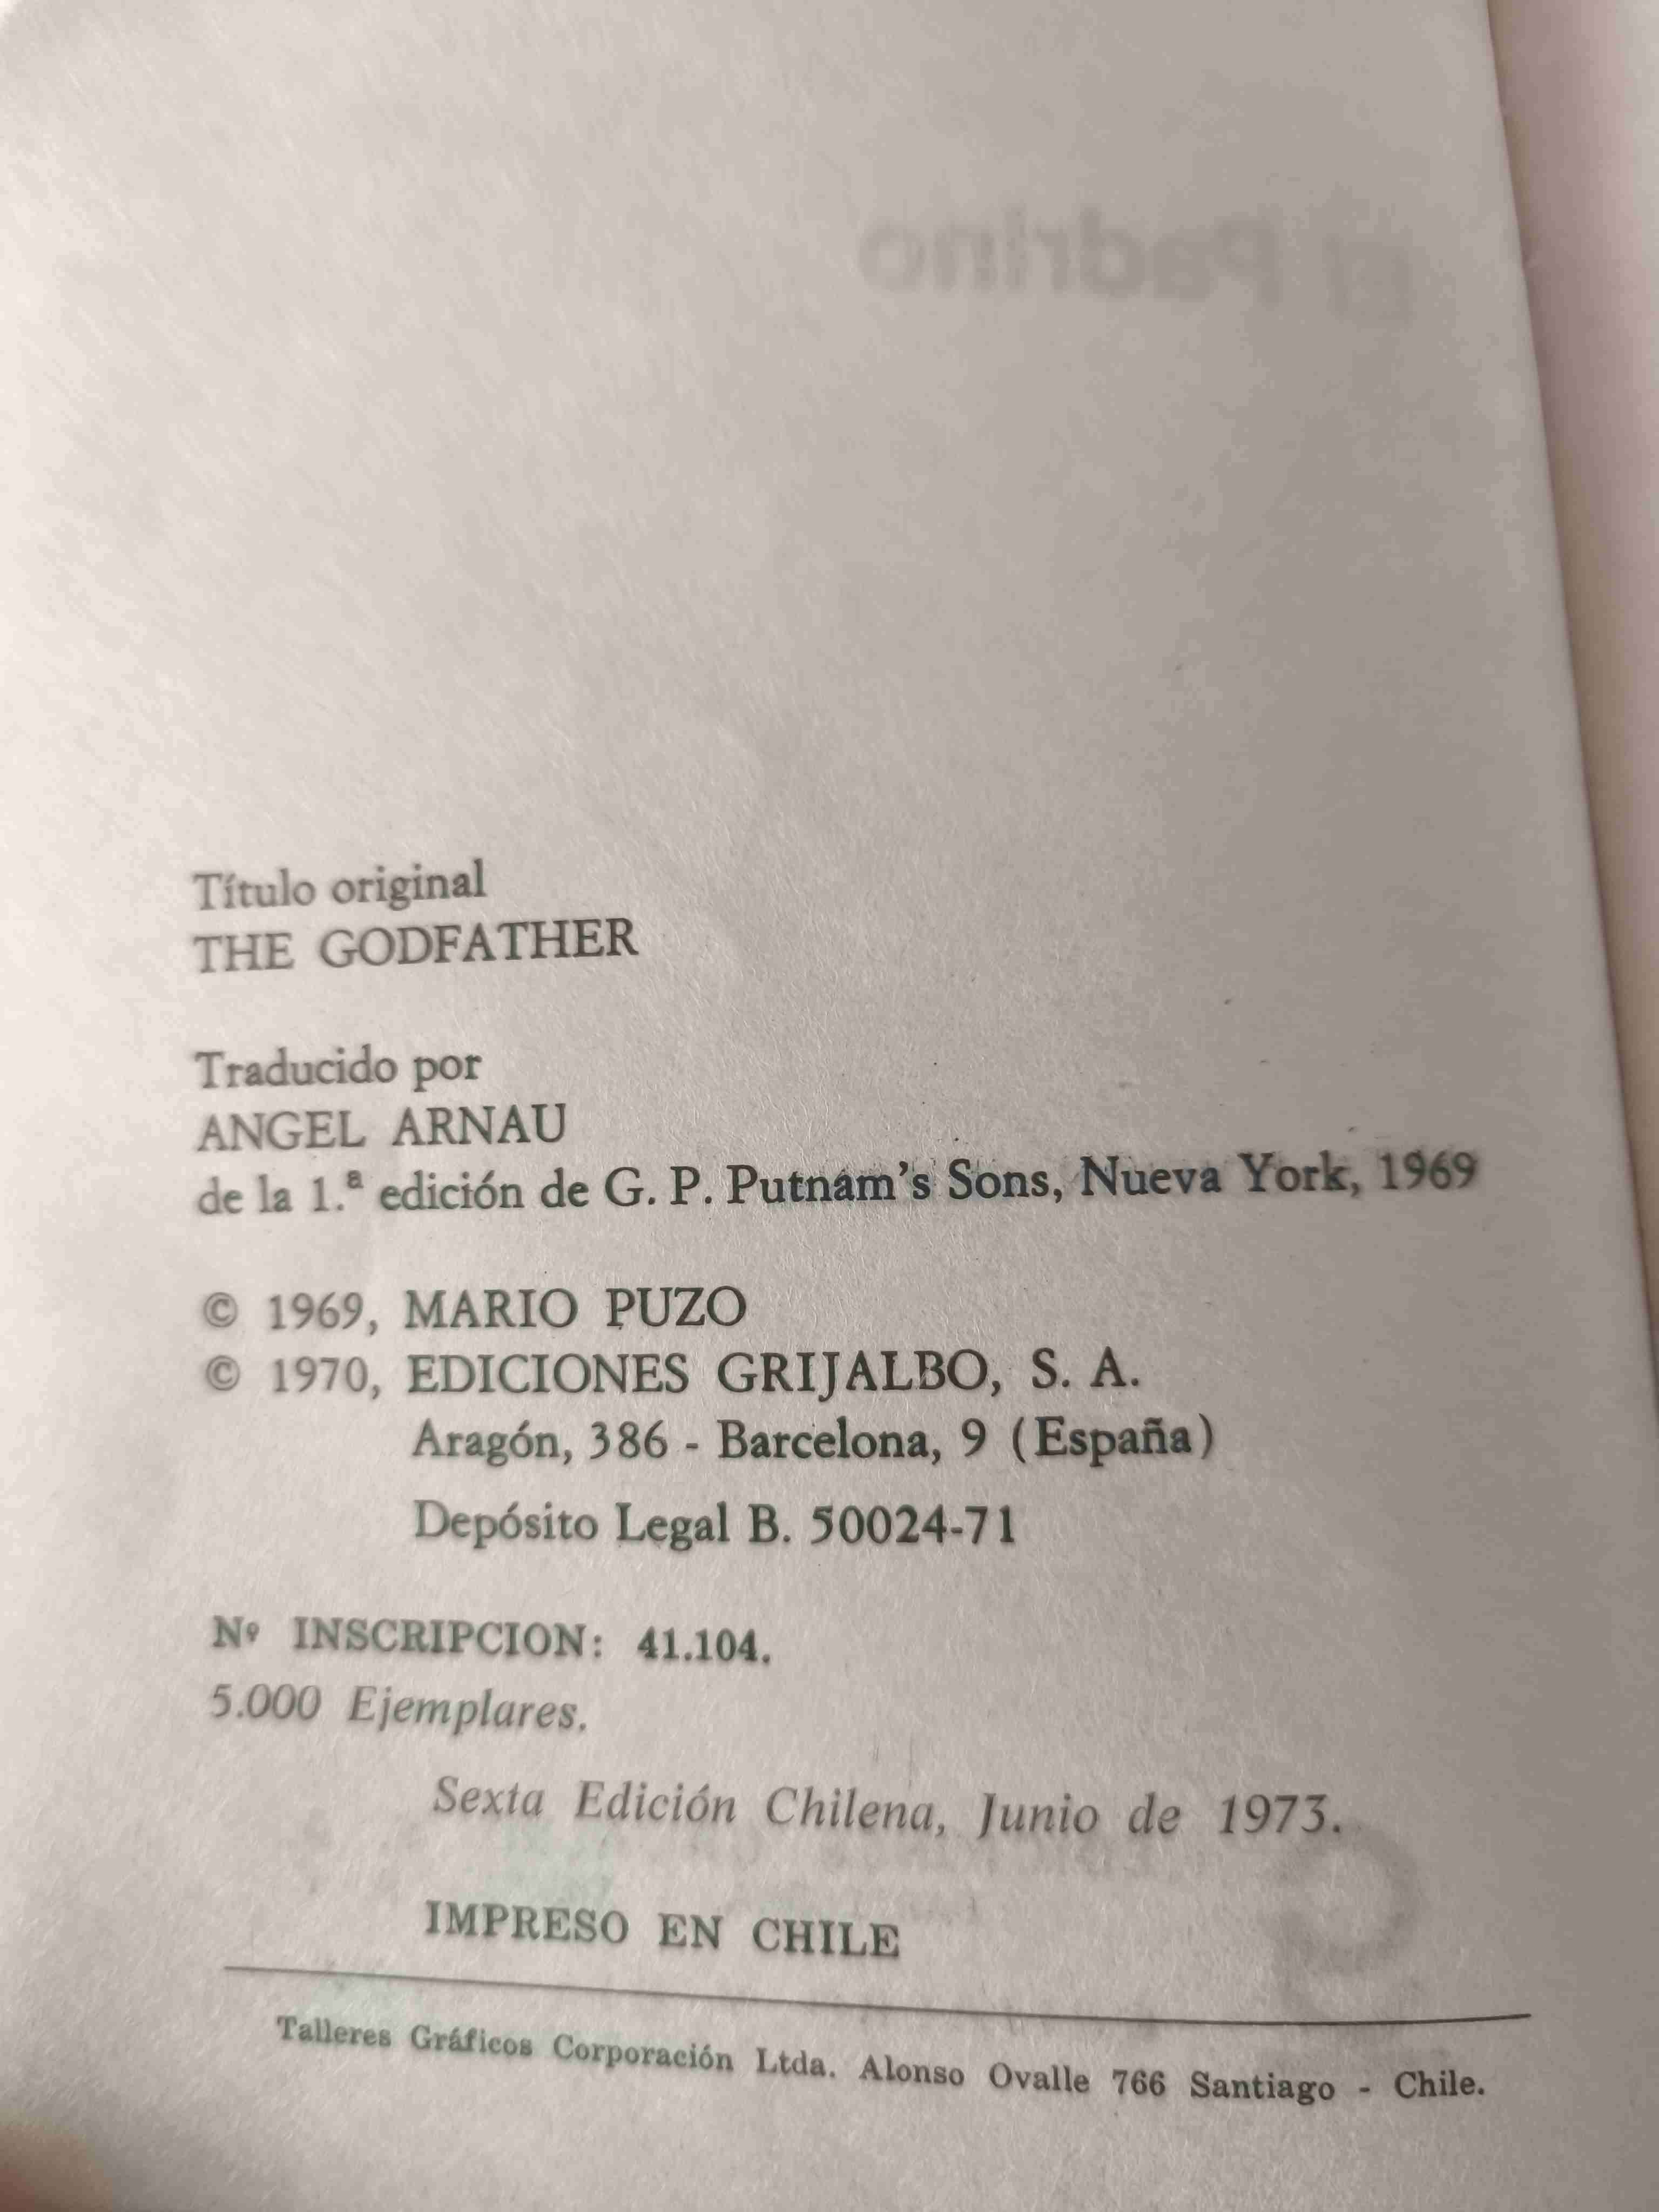 El Padrino
Título original
THE GODFATHER
Traducido por
ANGEL ARNAU
de la 1.ª edición de G. P. Putnam's Sons, Nueva York, 1969
© 1969, MARIO PUZO
© 1970, EDICIONES GRIJALBO, S. A.
Aragón, 386 - Barcelona, 9 (España)
Depósito Legal B. 50024-71
Nº INSCRIPCION: 41.104.
5.000 Ejemplares.
Sexta Edición Chilena, Junio de 1973.
IMPRESO EN CHILE
Talleres Gráficos Corporación Ltda. Alonso Ovalle 766 Santiago - Chile.